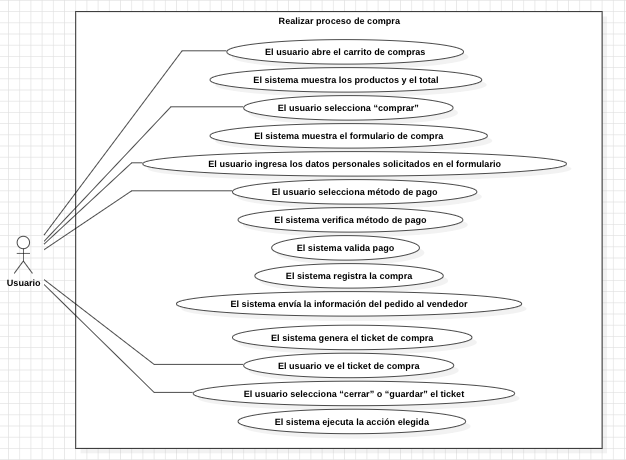 Realizar proceso de compra
El usuario abre el carrito de compras
El sistema muestra los productos y el total
El usuario selecciona “comprar”
El sistema muestra el formulario de compra
El usuario ingresa los datos personales solicitados en el formulario
El usuario selecciona método de pago
El sistema verifica método de pago
El sistema valida pago
El sistema registra la compra
El sistema envía la información del pedido al vendedor
El sistema genera el ticket de compra
El usuario ve el ticket de compra
El usuario selecciona “cerrar” o “guardar” el ticket
El sistema ejecuta la acción elegida
Usuario